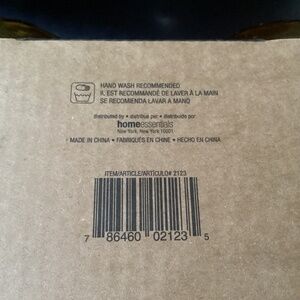 HAND WASH RECOMMENDED
IL EST RECOMMANDÉ DE LAVER À LA MAIN
SE RECOMIENDA LAVAR A MANO
distributed by • distribué par • distribuido por
homeessentials
New York, New York 10001
MADE IN CHINA • FABRIQUÉS EN CHINE • HECHO EN CHINA
ITEM/ARTICLE/ARTÍCULO# 2123
7 86460 02123 5